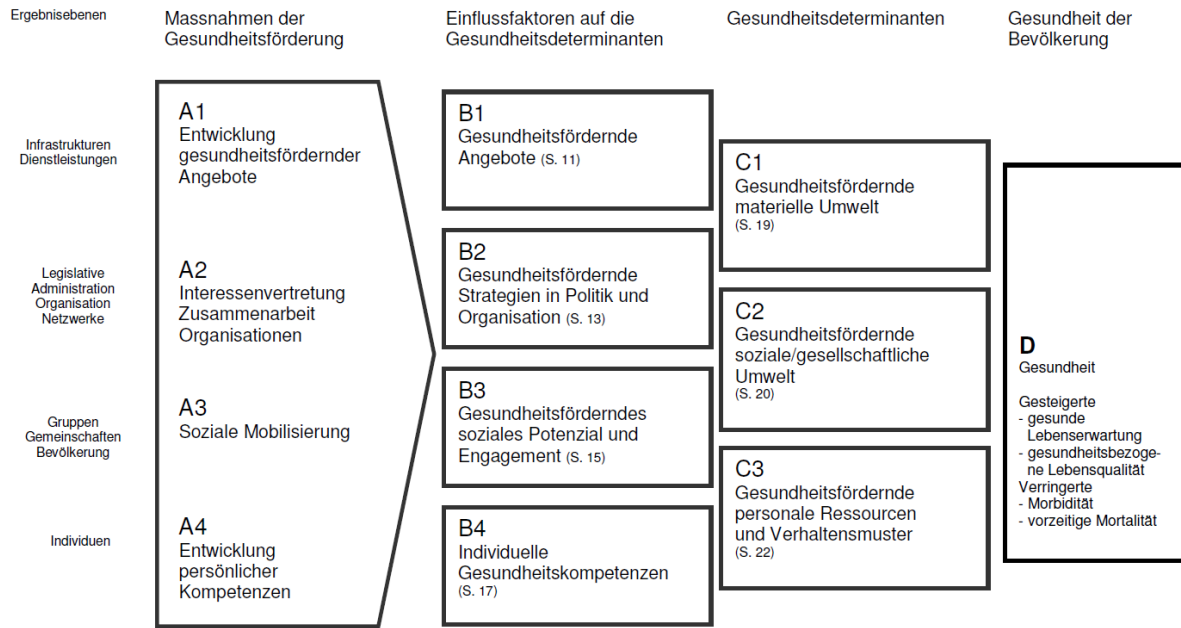 Ergebnisebenen
Massnahmen der
Gesundheitsförderung
Einflussfaktoren auf die
Gesundheitsdeterminanten
Gesundheitsdeterminanten
Gesundheit der
Bevölkerung
Infrastrukturen
Dienstleistungen
Legislative
Administration
Organisation
Netzwerke
Gruppen
Gemeinschaften
Bevölkerung
Individuen
A1
Entwicklung
gesundheitsfördernder
Angebote
A2
Interessenvertretung
Zusammenarbeit
Organisationen
A3
Soziale Mobilisierung
A4
Entwicklung
persönlicher
Kompetenzen
B1
Gesundheitsfördernde
Angebote (S. 11)
B2
Gesundheitsfördernde
Strategien in Politik und
Organisation (S. 13)
B3
Gesundheitsförderndes
soziales Potenzial und
Engagement (S. 15)
B4
Individuelle
Gesundheitskompetenzen
(S. 17)
C1
Gesundheitsfördernde
materielle Umwelt
(S. 19)
C2
Gesundheitsfördernde
soziale/gesellschaftliche
Umwelt
(S. 20)
C3
Gesundheitsfördernde
personale Ressourcen
und Verhaltensmuster
(S. 22)
D
Gesundheit
Gesteigerte
- gesunde
Lebenserwartung
- gesundheitsbezoge-
ne Lebensqualität
Verringerte
- Morbidität
- vorzeitige Mortalität